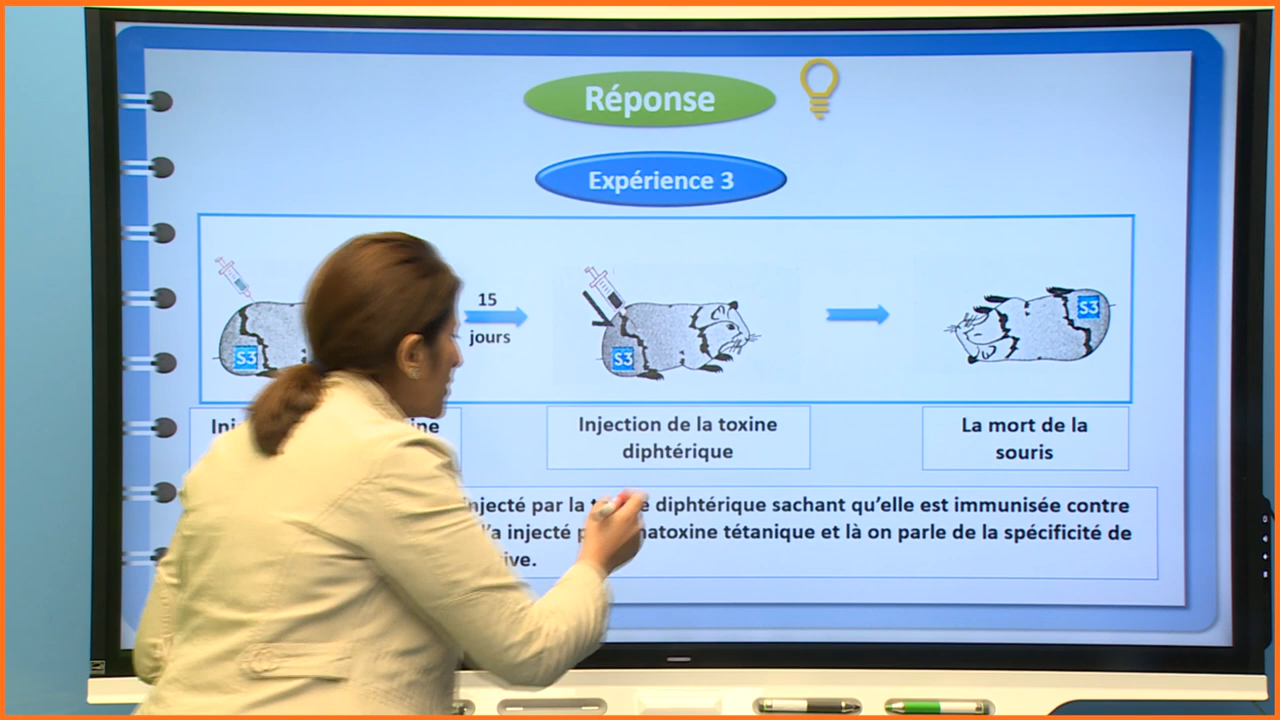 Réponse
Expérience 3
15
jours
S3
S3
S3
Injection de la toxine
diphtérique
La mort de la
souris
injecté par la diphtérique sachant qu'elle est immunisée contre
injecté tétanique et là on parle de la spécificité de